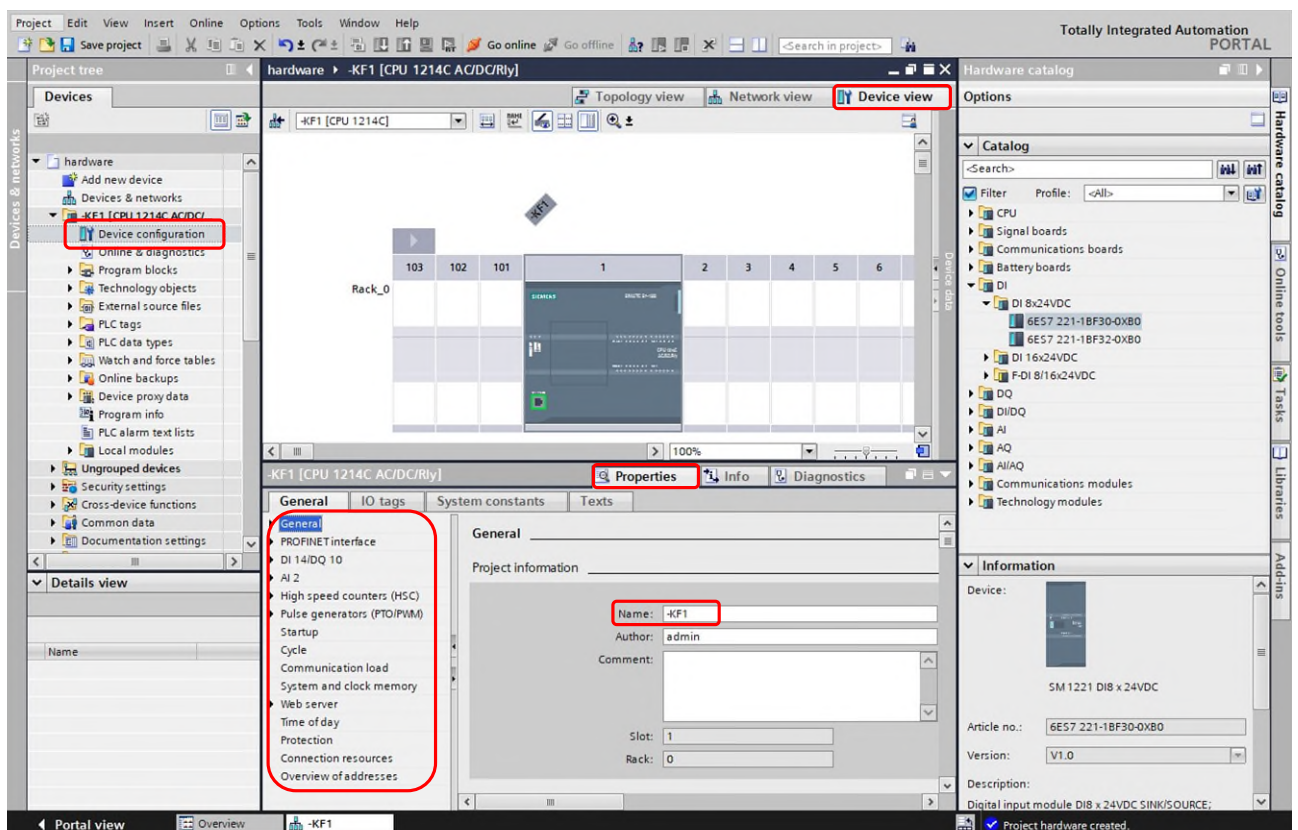 Project Edit View Insert Online Options Tools Window Help
Totally Integrated Automation
PORTAL
Save project
Go online
Go offline
<Search in project>
Project tree
Devices
Devices & networks
hardware
Add new device
Devices & networks
-KF1 [CPU 1214C AC/DC/
Device configuration
Online & diagnostics
Program blocks
Technology objects
External source files
PLC tags
PLC data types
Watch and force tables
Online backups
Device proxy data
Program info
PLC alarm text lists
Local modules
Ungrouped devices
Security settings
Cross-device functions
Common data
Documentation settings
Details view
Name
hardware -KF1 [CPU 1214C AC/DC/Rly]
Topology view
Network view
Device view
-KF1 [CPU 1214C]
-KF1
103 102 101 1 2 3 4 5 6
Rack_0
SIEMENS
Device data
100%
-KF1 [CPU 1214C AC/DC/Rly]
Properties
Info
Diagnostics
General
IO tags
System constants
Texts
General
PROFINET interface
DI 14/DQ 10
AI 2
High speed counters (HSC)
Pulse generators (PTO/PWM)
Startup
Cycle
Communication load
System and clock memory
Web server
Time of day
Protection
Connection resources
Overview of addresses
General
Project information
Name: -KF1
Author: admin
Comment:
Slot: 1
Rack: 0
Hardware catalog
Options
Catalog
<Search>
Filter Profile: <All>
CPU
Signal boards
Communications boards
Battery boards
DI
DI 8x24VDC
6ES7 221-1BF30-0XB0
6ES7 221-1BF32-0XB0
DI 16x24VDC
F-DI 8/16x24VDC
DQ
DI/DQ
AI
AQ
AI/AQ
Communications modules
Technology modules
Information
Device:
SM 1221 DI8 x 24VDC
Article no.: 6ES7 221-1BF30-0XB0
Version: V1.0
Description:
Digital input module DI8 x 24VDC SINK/SOURCE;
Hardware catalog
Online tools
Tasks
Libraries
Add-ins
Portal view
Overview
-KF1
Project hardware created.